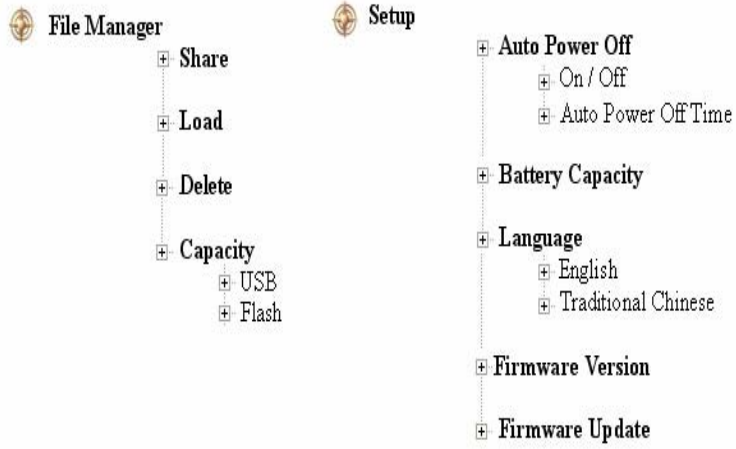 File Manager
Share
Load
Delete
Capacity
USB
Flash
Setup
Auto Power Off
On / Off
Auto Power Off Time
Battery Capacity
Language
English
Traditional Chinese
Firmware Version
Firmware Update